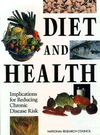 DIET
AND
HEALTH
Implications
for Reducing
Chronic
Disease Risk
NATIONAL RESEARCH COUNCIL